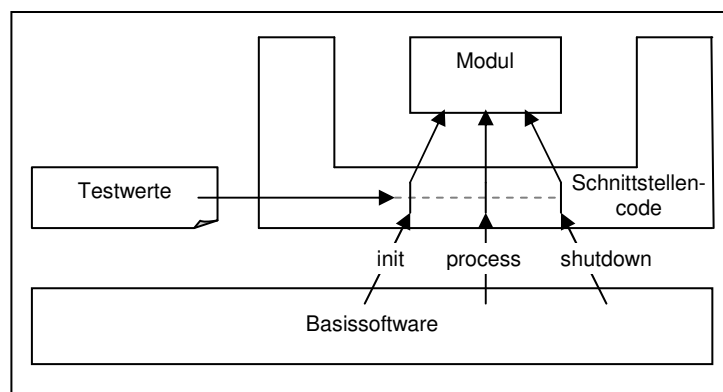 Modul
Testwerte
Schnittstellen-
code
init
process
shutdown
Basissoftware